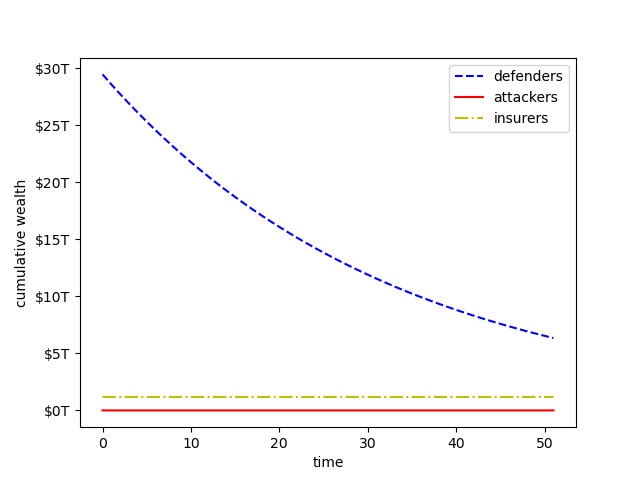 $30T
$25T
$20T
$15T
$10T
$5T
$0T
cumulative wealth
defenders
attackers
insurers
0 10 20 30 40 50
time